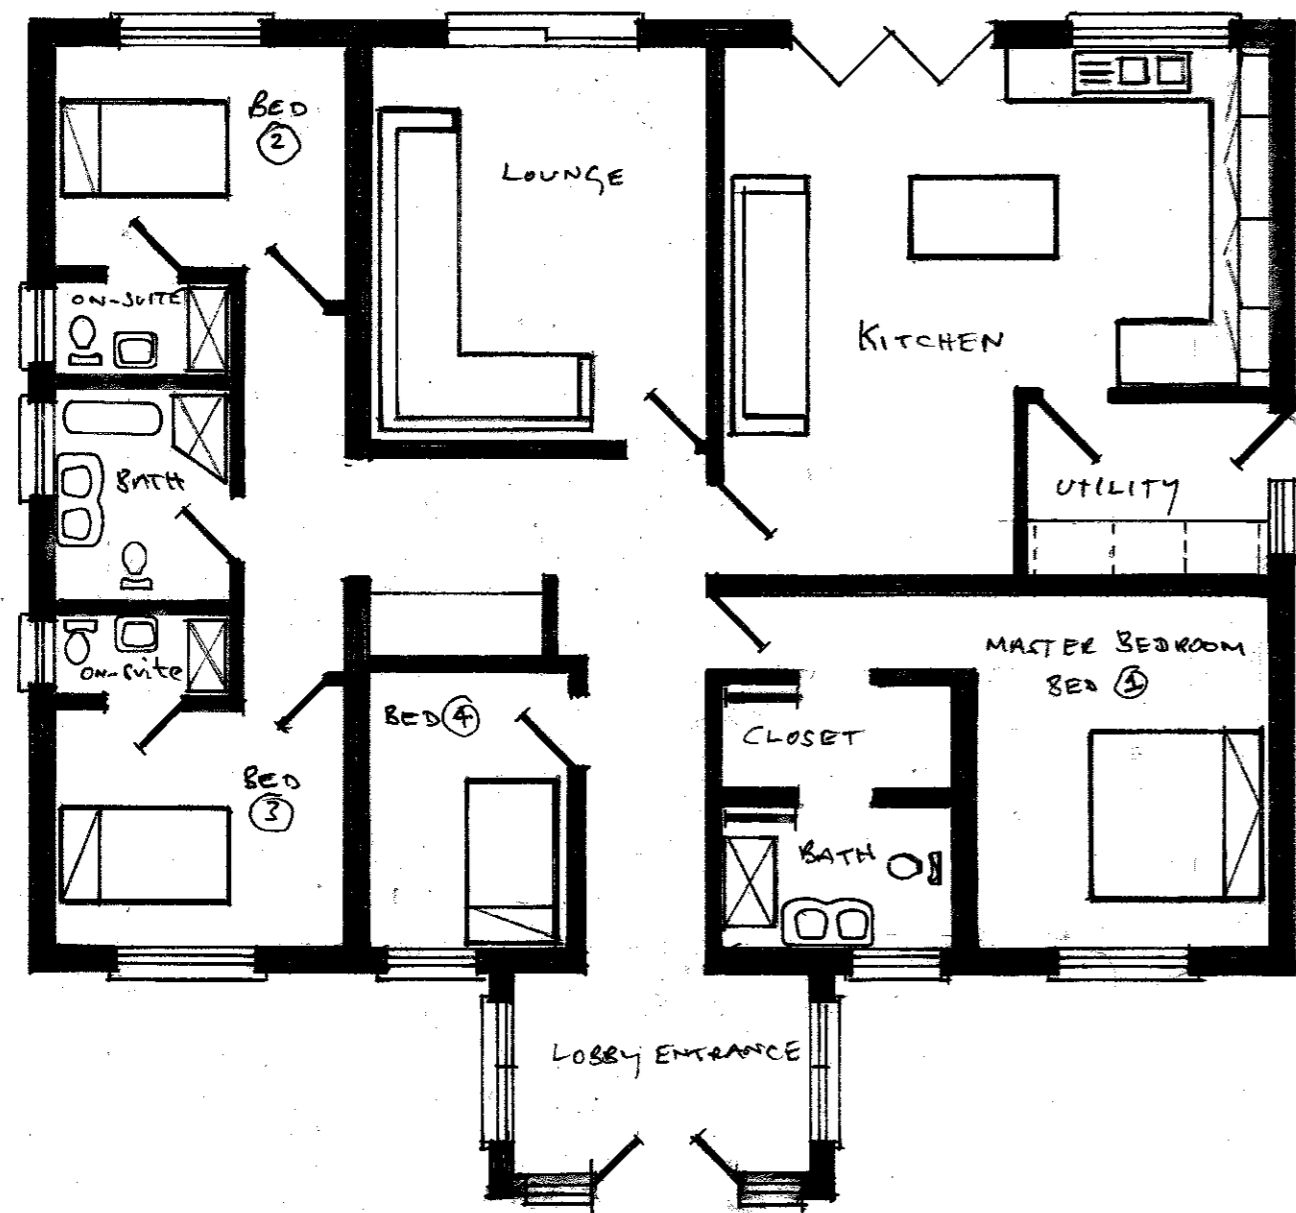 BED
2
LOUNGE
ON-SUITE
KITCHEN
BATH
UTILITY
ON-SUITE
MASTER BEDROOM
BED 1
BED 4
CLOSET
BED
3
BATH
LOBBY ENTRANCE